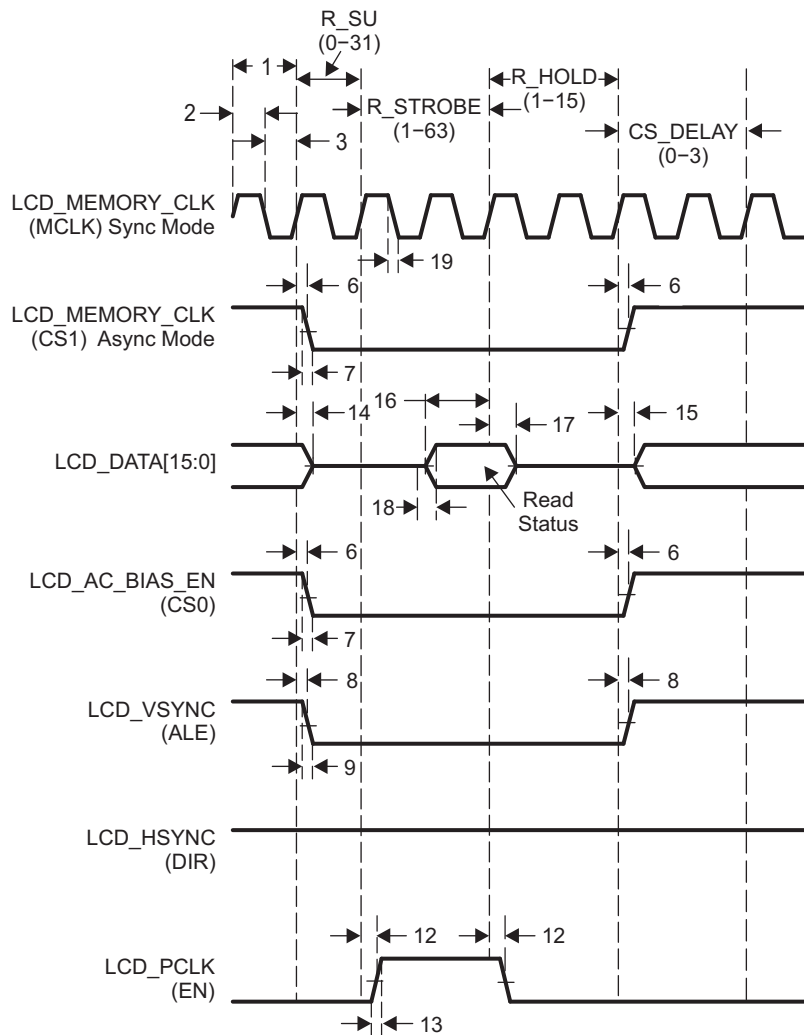 R_SU
(0−31)
1
R_HOLD
(1−15)
R_STROBE
(1−63)
2
3
CS_DELAY
(0−3)
LCD_MEMORY_CLK
(MCLK) Sync Mode
19
6
6
LCD_MEMORY_CLK
(CS1) Async Mode
7
16
14
17
15
LCD_DATA[15:0]
18
Read
Status
6
6
LCD_AC_BIAS_EN
(CS0)
7
8
8
LCD_VSYNC
(ALE)
9
LCD_HSYNC
(DIR)
12
12
LCD_PCLK
(EN)
13